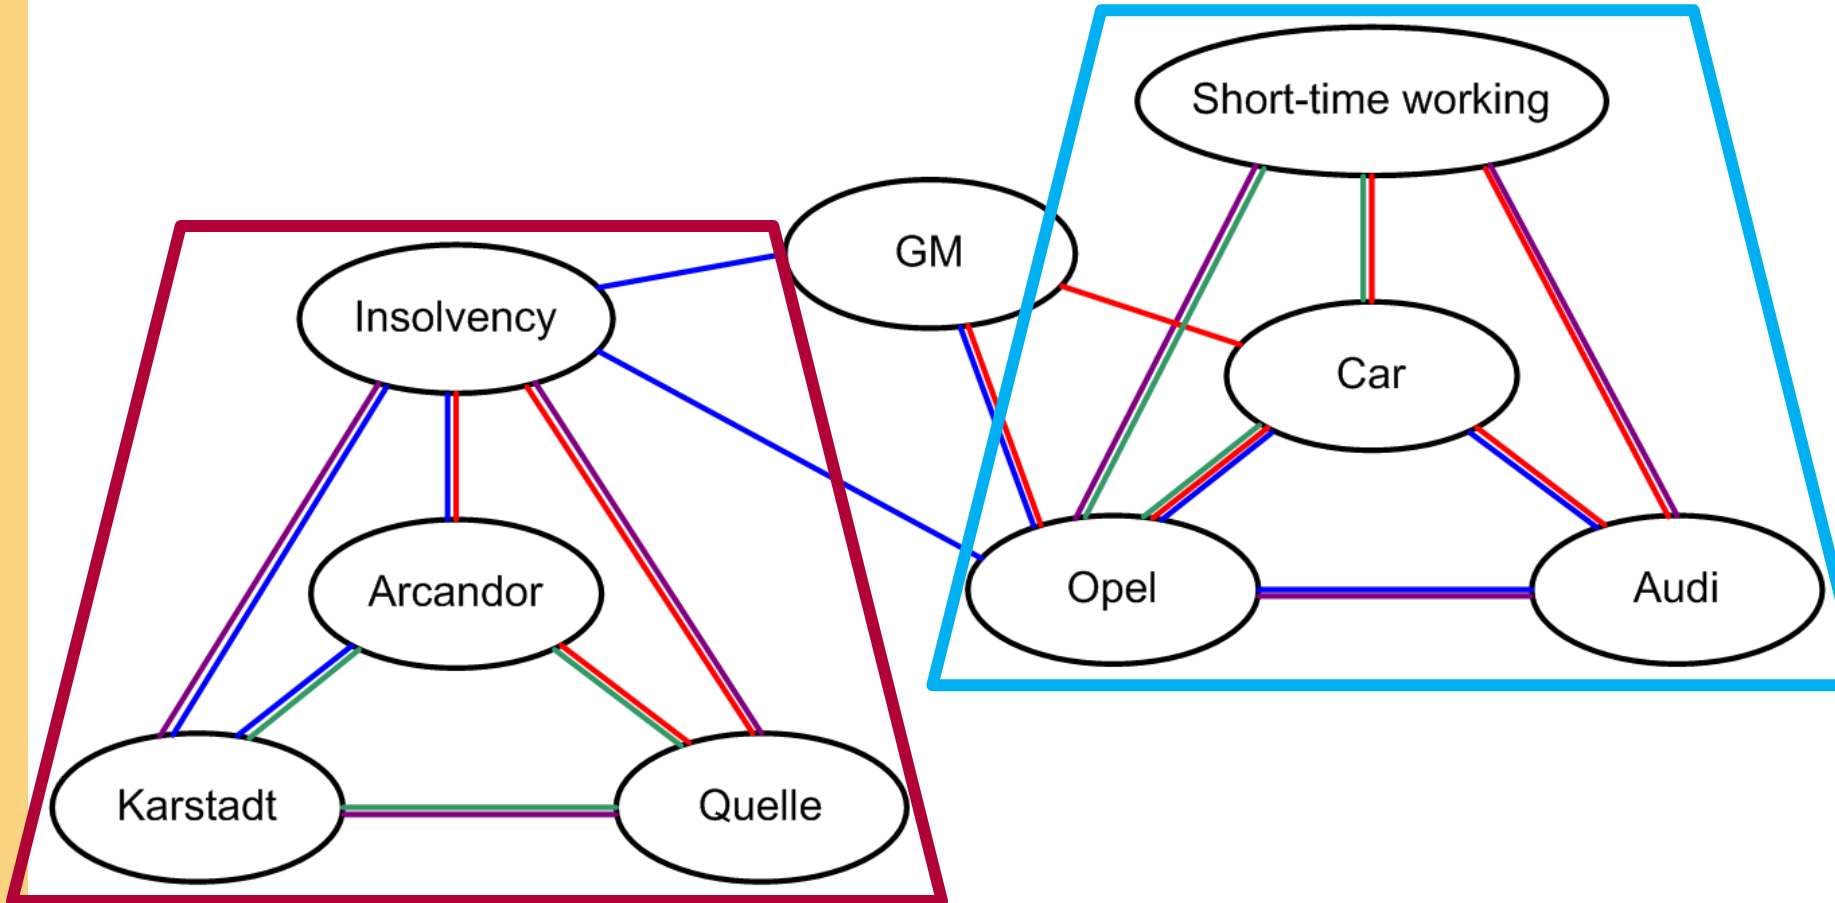 Short-time working
GM
Insolvency
Car
Arcandor
Opel
Audi
Karstadt
Quelle